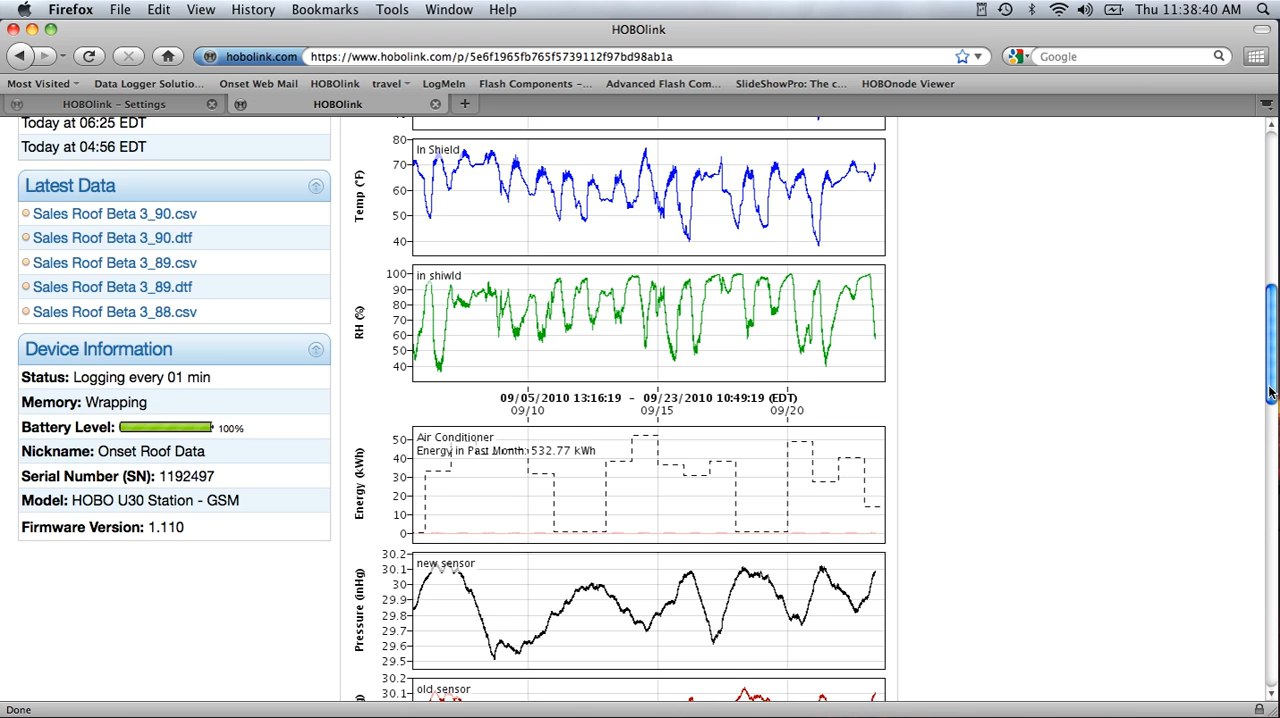 Firefox File Edit View History Bookmarks Tools Window Help Thu 11:38:40 AM
HOBOlink
hobolink.com https://www.hobolink.com/p/5e6f1965fb765f5739112f97bd98ab1a Google
Most Visited Data Logger Solutio... Onset Web Mail HOBOlink travel LogMeIn Flash Components –... Advanced Flash Com... SlideShowPro: The c... HOBOnode Viewer
HOBOlink – Settings HOBOlink
Today at 06:25 EDT
Today at 04:56 EDT
Latest Data
Sales Roof Beta 3_90.csv
Sales Roof Beta 3_90.dtf
Sales Roof Beta 3_89.csv
Sales Roof Beta 3_89.dtf
Sales Roof Beta 3_88.csv
Device Information
Status: Logging every 01 min
Memory: Wrapping
Battery Level: 100%
Nickname: Onset Roof Data
Serial Number (SN): 1192497
Model: HOBO U30 Station - GSM
Firmware Version: 1.110
In Shield
Temp (°F)
80
70
60
50
40
in shiwld
RH (%)
100
90
80
70
60
50
40
09/05/2010 13:16:19 - 09/23/2010 10:49:19 (EDT)
09/10 09/15 09/20
Air Conditioner
Energy in Past Month: 532.77 kWh
Energy (kWh)
50
40
30
20
10
0
new sensor
Pressure (inHg)
30.2
30.1
30
29.9
29.8
29.7
29.6
29.5
old sensor
30.2
30.1
30
Done